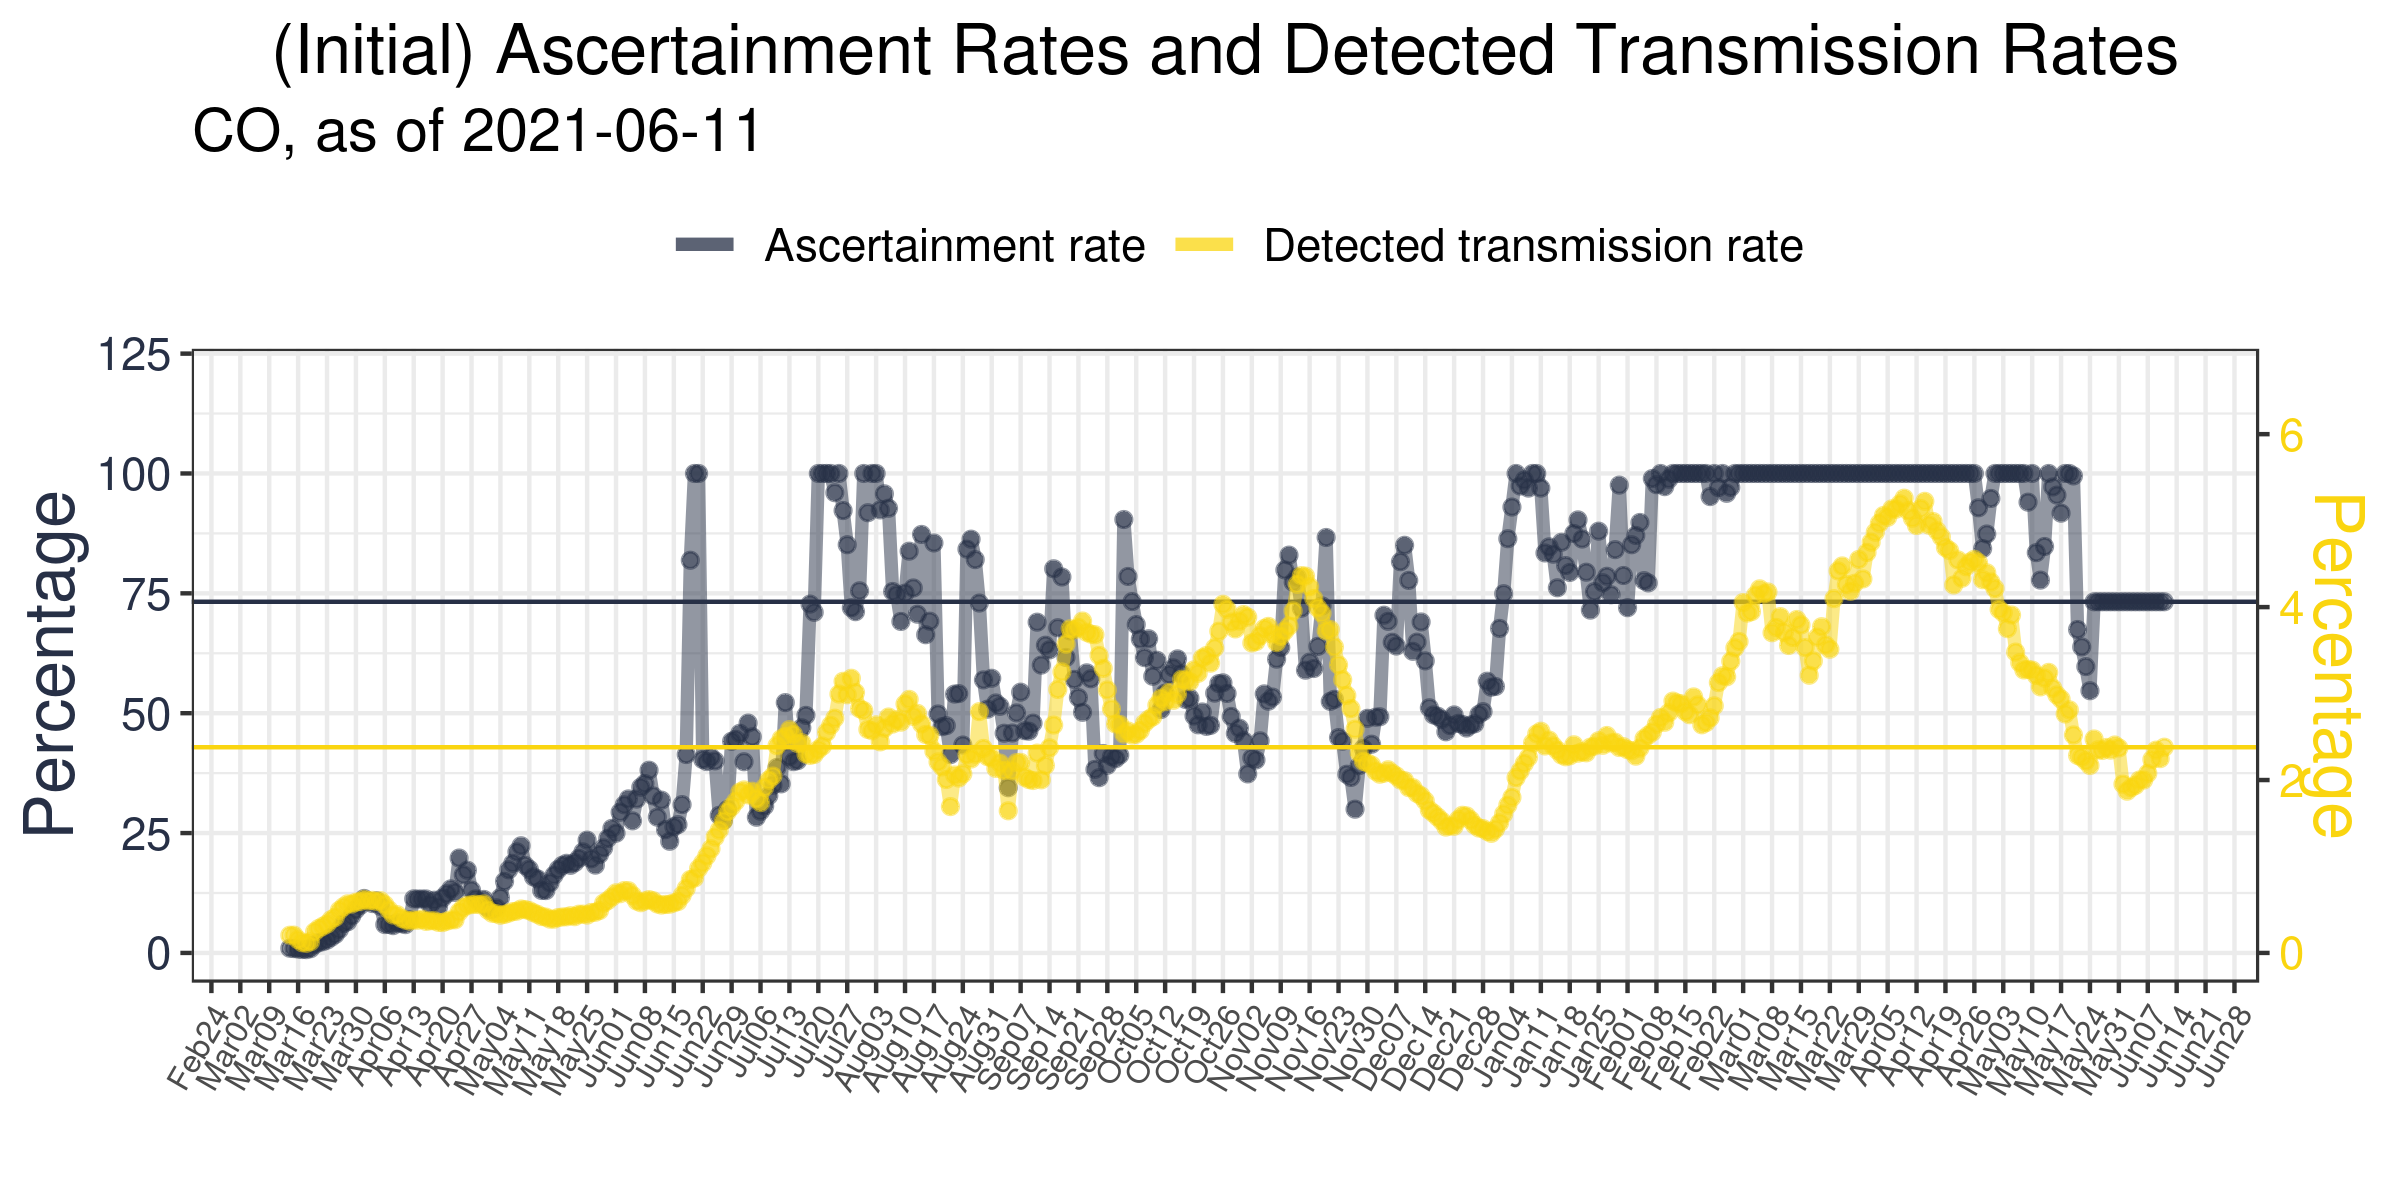 (Initial) Ascertainment Rates and Detected Transmission Rates
CO, as of 2021-06-11
Ascertainment rate
Detected transmission rate
125
100
75
50
25
0
Percentage
6
4
2
0
Percentage
Feb24
Mar02
Mar09
Mar16
Mar23
Mar30
Apr06
Apr13
Apr20
Apr27
May04
May11
May18
May25
Jun01
Jun08
Jun15
Jun22
Jun29
Jul06
Jul13
Jul20
Jul27
Aug03
Aug10
Aug17
Aug24
Aug31
Sep07
Sep14
Sep21
Sep28
Oct05
Oct12
Oct19
Oct26
Nov02
Nov09
Nov16
Nov23
Nov30
Dec07
Dec14
Dec21
Dec28
Jan04
Jan11
Jan18
Jan25
Feb01
Feb08
Feb15
Feb22
Mar01
Mar08
Mar15
Mar22
Mar29
Apr05
Apr12
Apr19
Apr26
May03
May10
May17
May24
May31
Jun07
Jun14
Jun21
Jun28